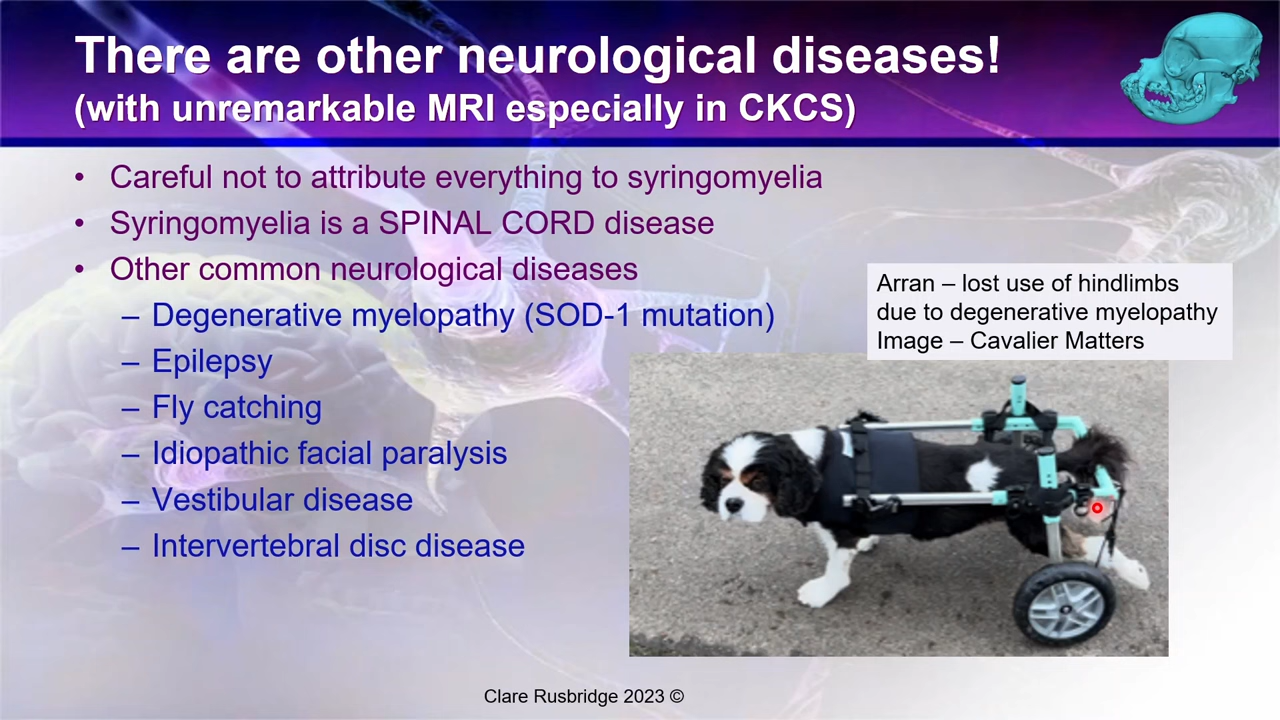 There are other neurological diseases!
(with unremarkable MRI especially in CKCS)
• Careful not to attribute everything to syringomyelia
• Syringomyelia is a SPINAL CORD disease
• Other common neurological diseases
– Degenerative myelopathy (SOD-1 mutation)
– Epilepsy
– Fly catching
– Idiopathic facial paralysis
– Vestibular disease
– Intervertebral disc disease
Arran – lost use of hindlimbs
due to degenerative myelopathy
Image – Cavalier Matters
Clare Rusbridge 2023 ©